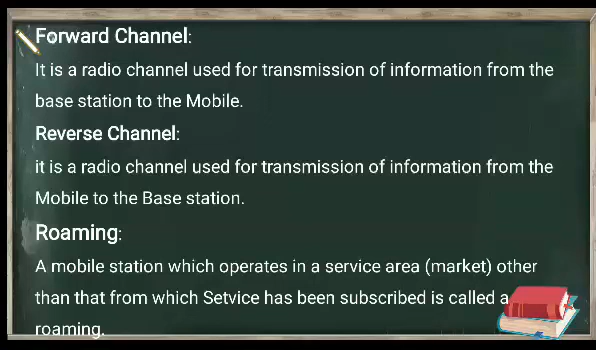 Forward Channel:
It is a radio channel used for transmission of information from the
base station to the Mobile.
Reverse Channel:
it is a radio channel used for transmission of information from the
Mobile to the Base station.
Roaming:
A mobile station which operates in a service area (market) other
than that from which Setvice has been subscribed is called a
roaming.